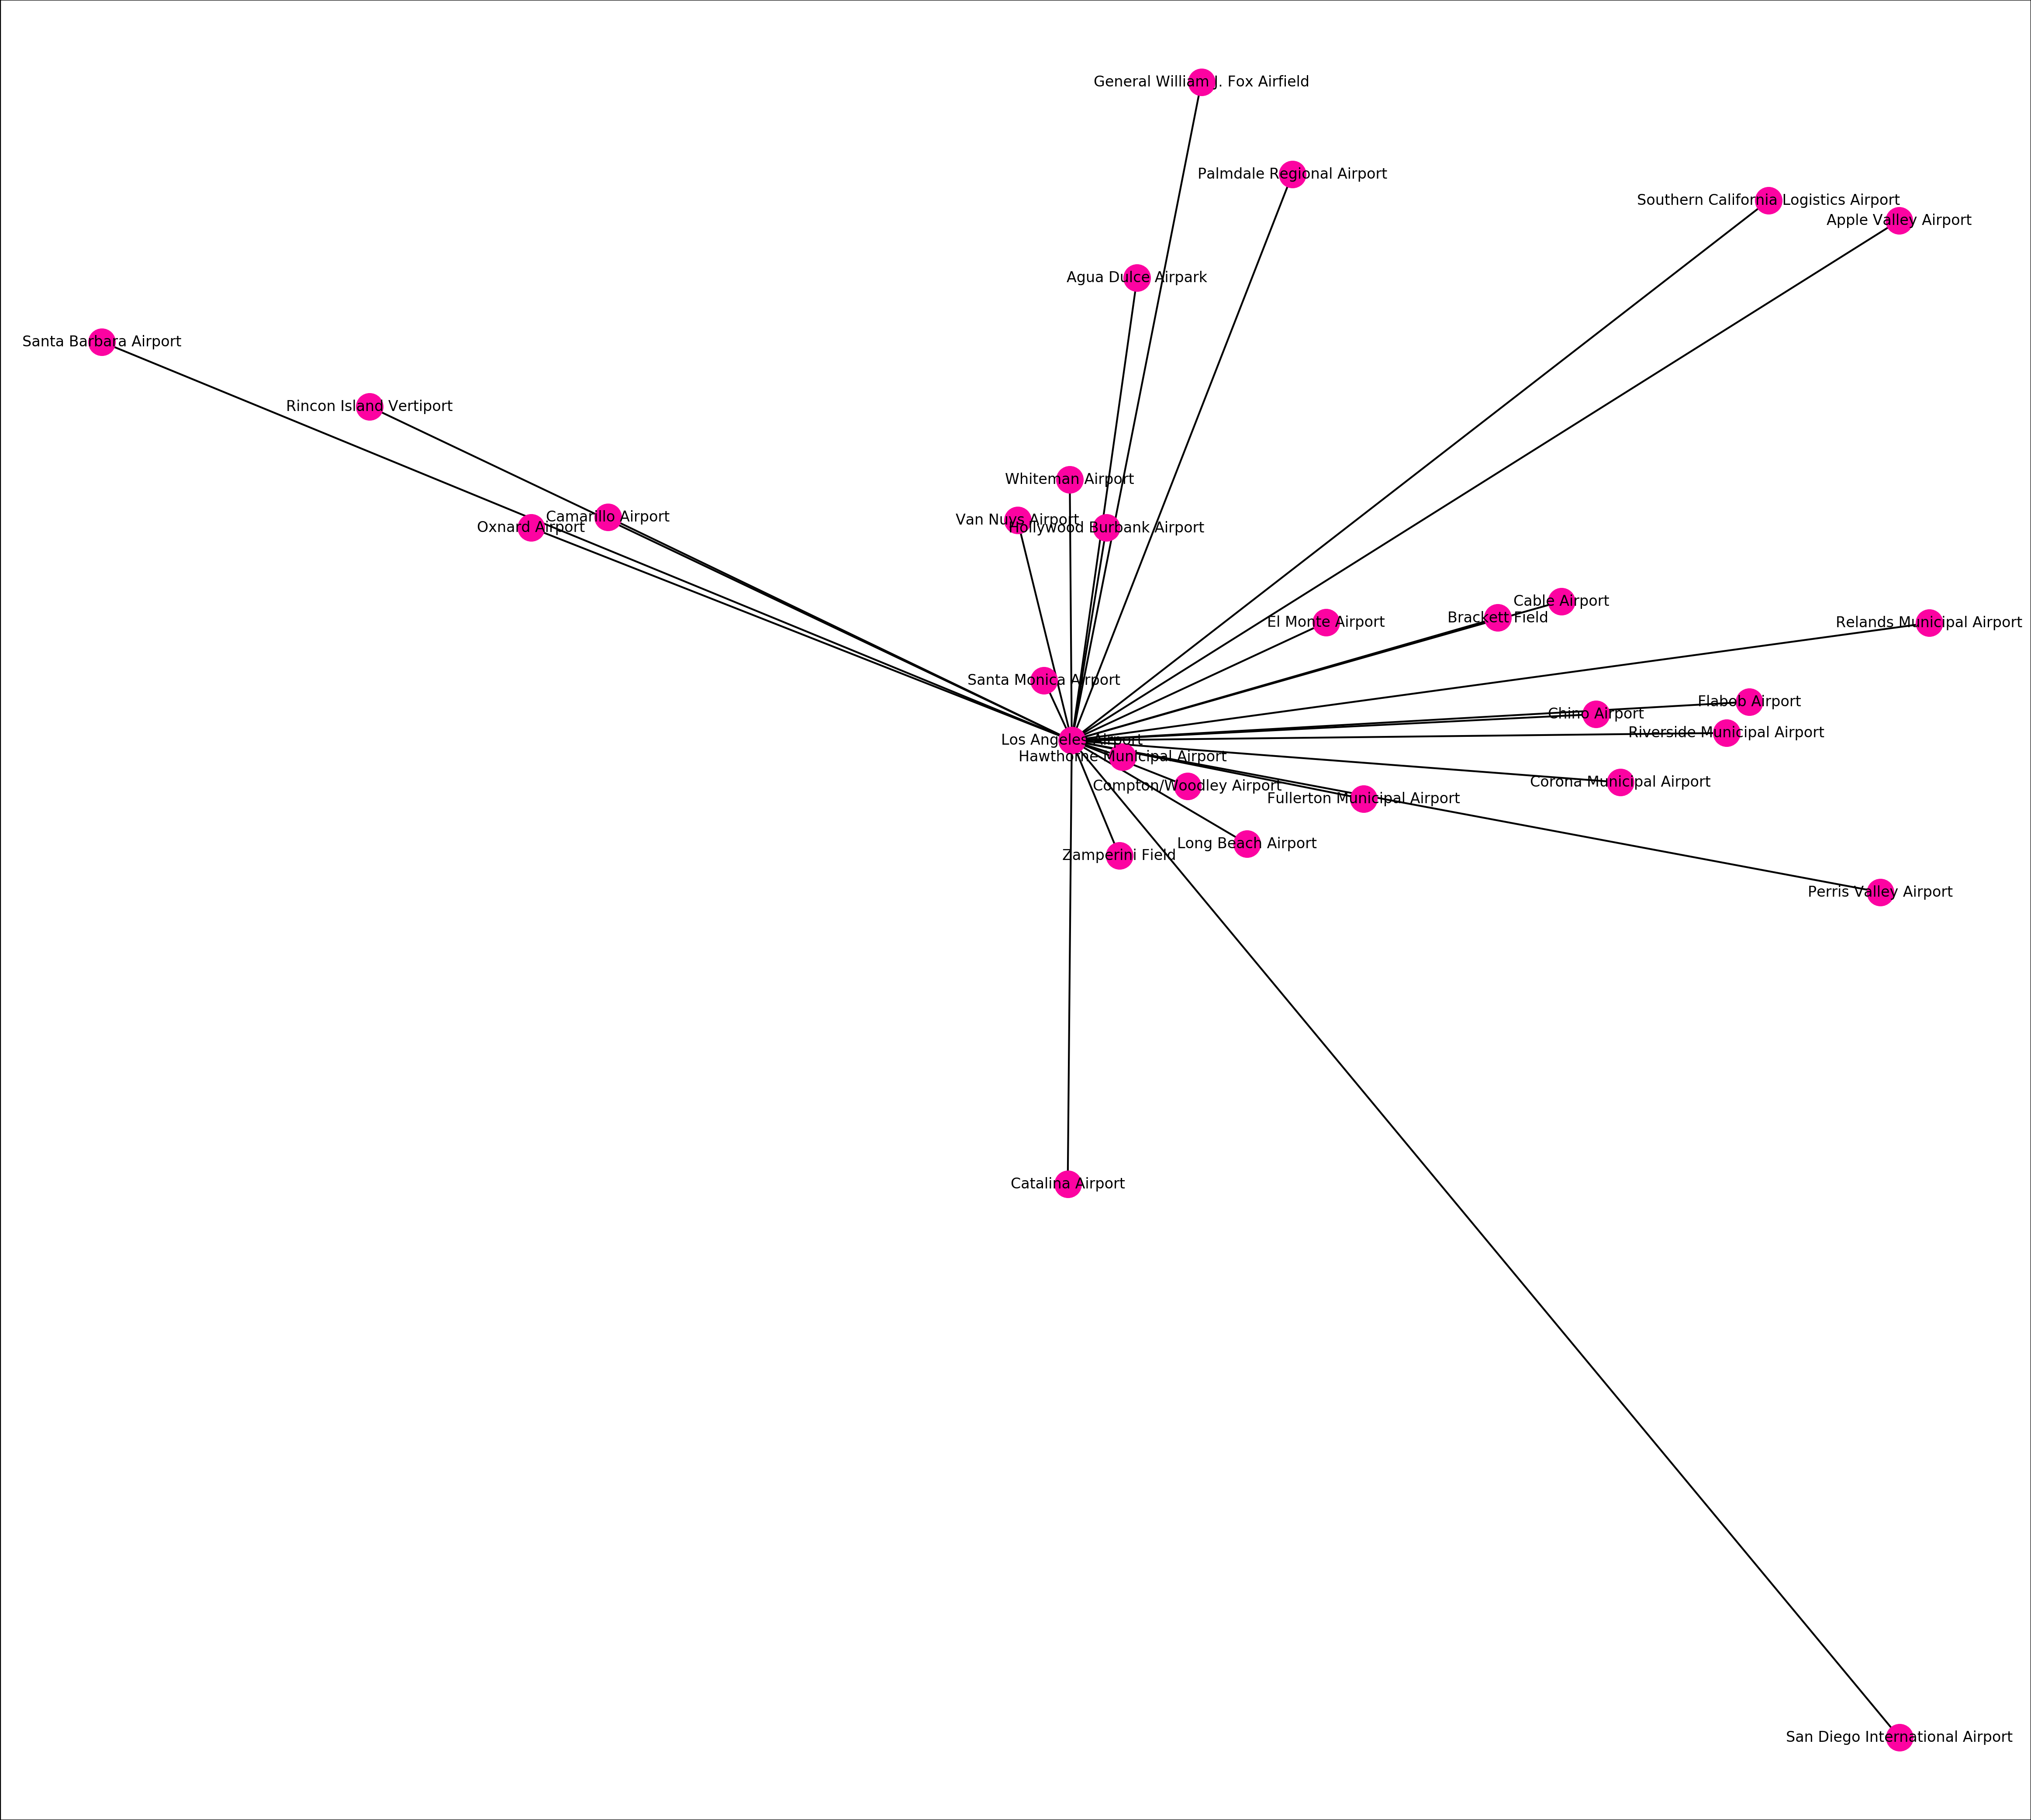 General William J. Fox Airfield
Palmdale Regional Airport
Southern California Logistics Airport
Apple Valley Airport
Agua Dulce Airpark
Santa Barbara Airport
Rincon Island Vertiport
Whiteman Airport
Camarillo Airport
Van Nuys Airport
Oxnard Airport
Hollywood Burbank Airport
Cable Airport
Brackett Field
El Monte Airport
Relands Municipal Airport
Santa Monica Airport
Flabob Airport
Chino Airport
Riverside Municipal Airport
Los Angeles Airport
Hawthorne Municipal Airport
Corona Municipal Airport
Compton/Woodley Airport
Fullerton Municipal Airport
Long Beach Airport
Zamperini Field
Perris Valley Airport
Catalina Airport
San Diego International Airport